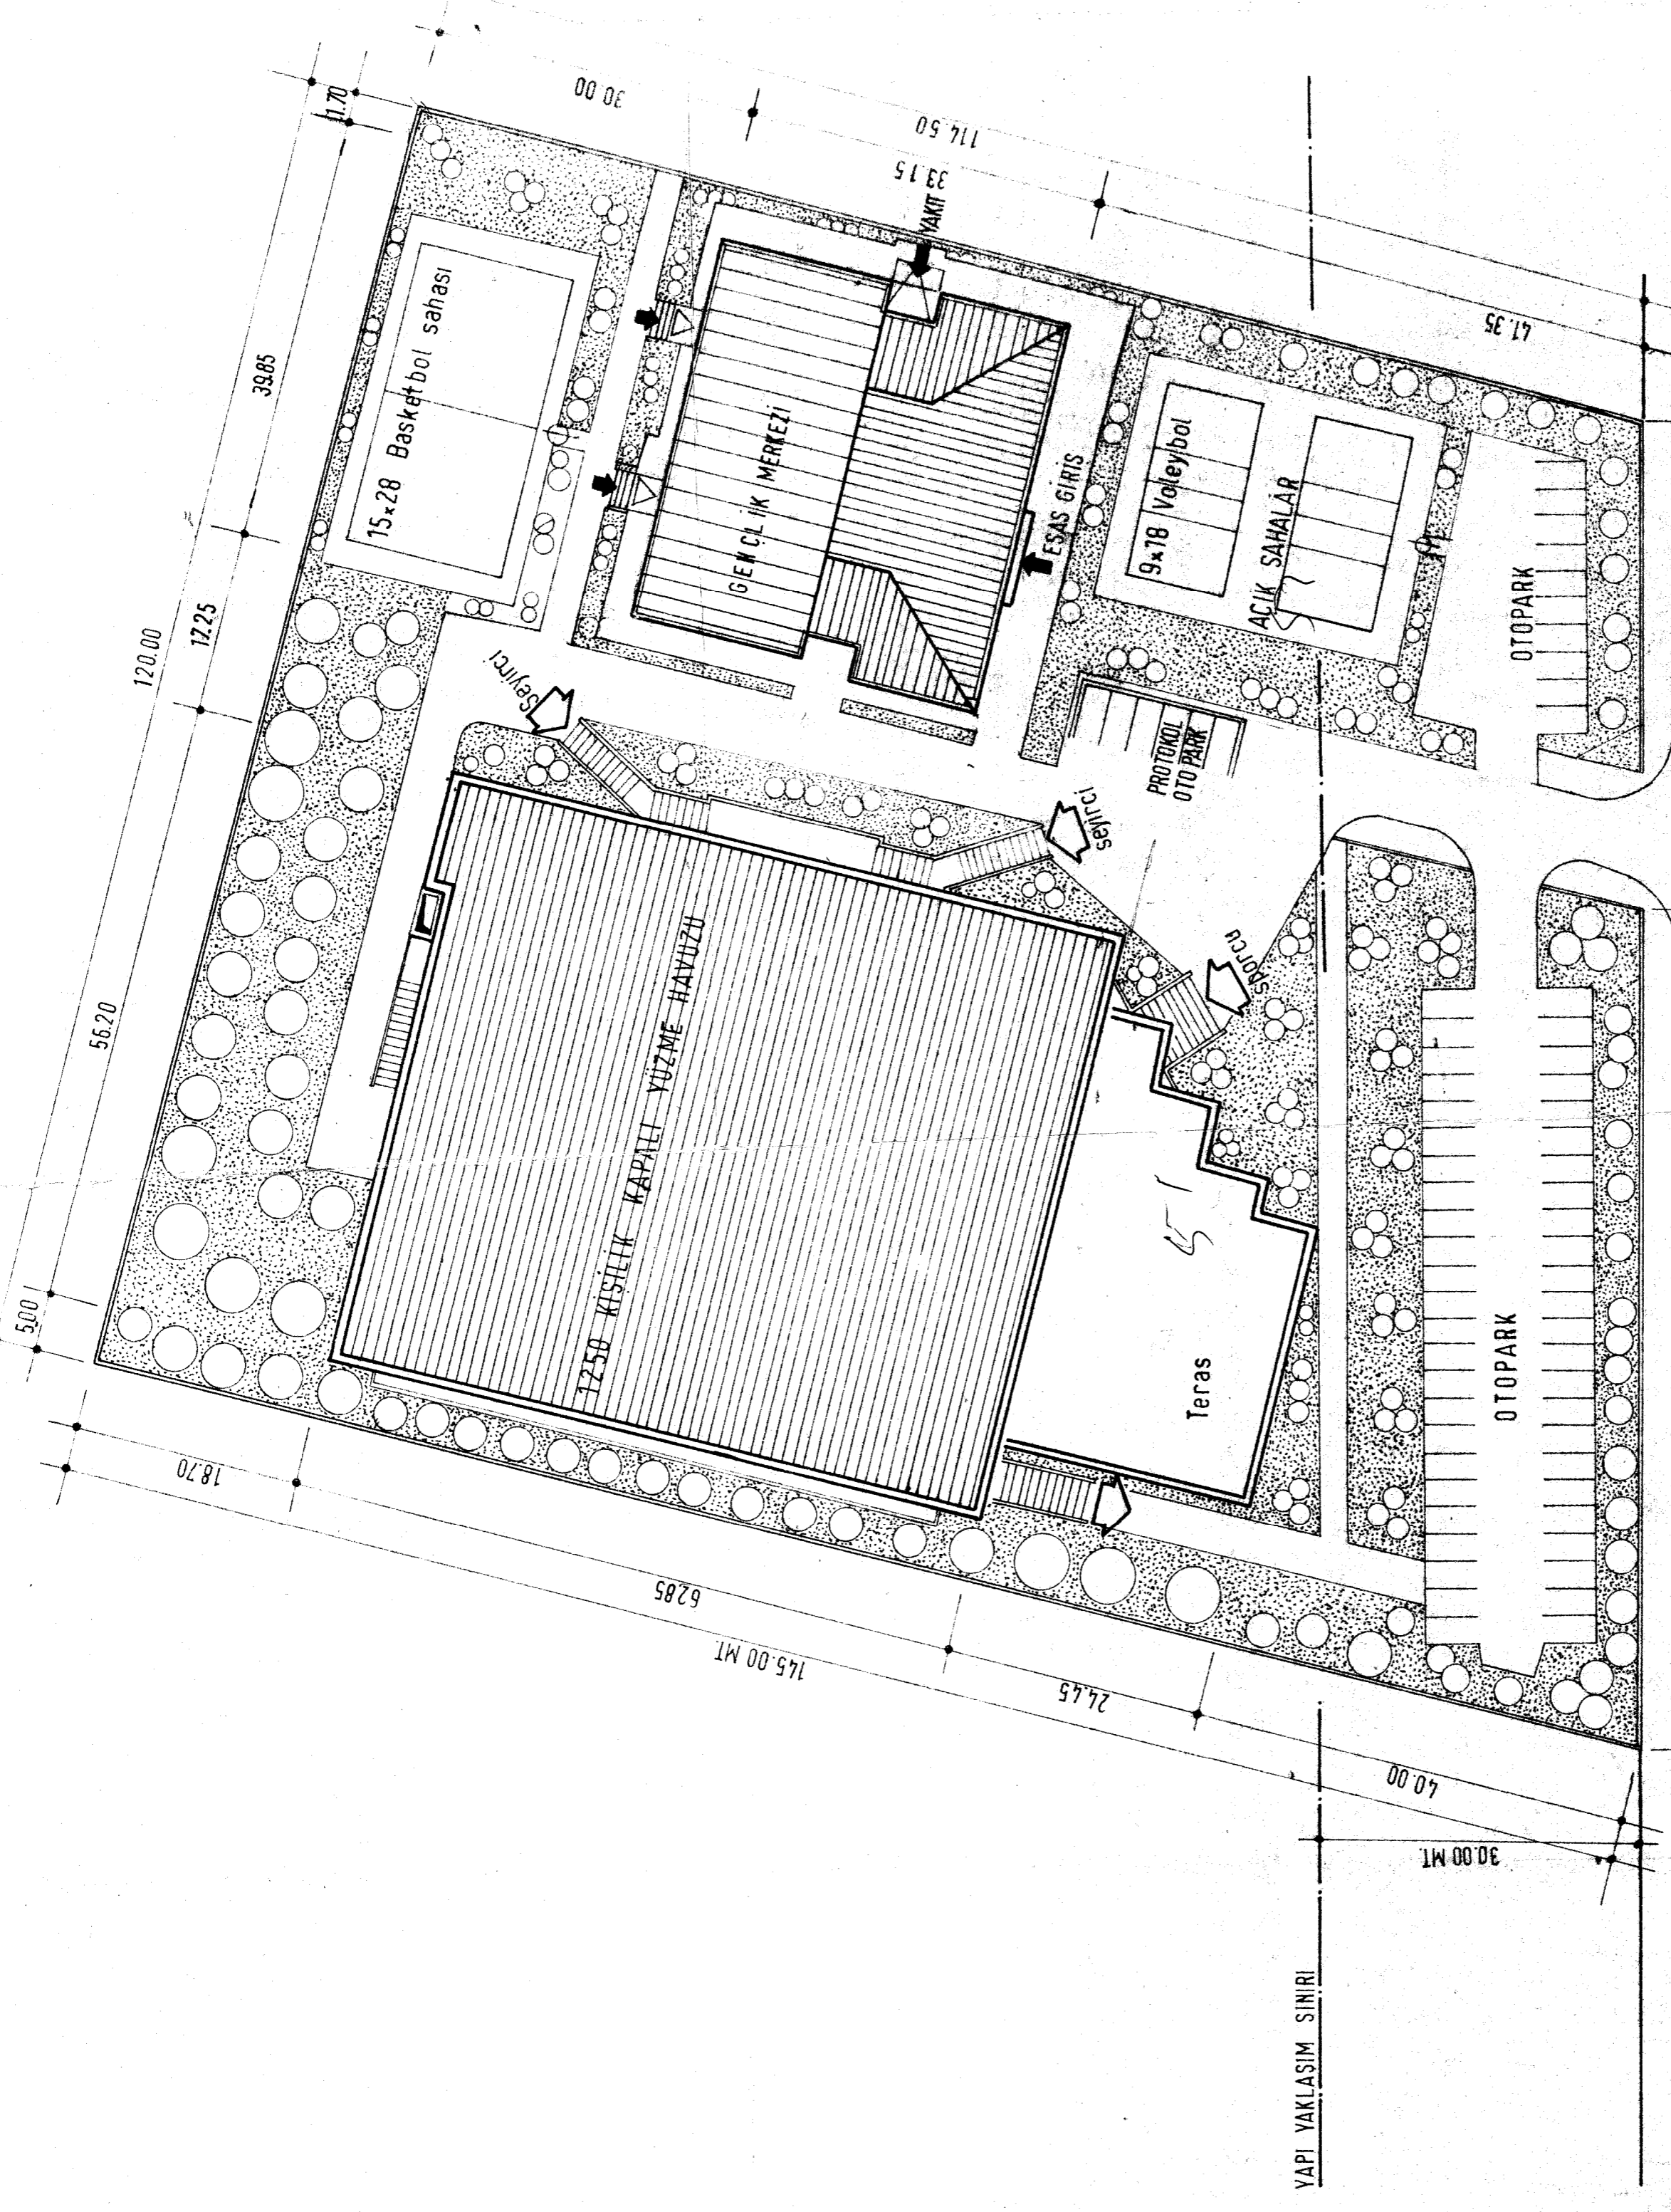 11.70
30 00
114 50
33.15
YAKIT
39.85
15x28 Basketbol sahası
41.35
120.00
17.25
GENÇLİK MERKEZİ
ESAS GİRİS
9x18 Voleybol
AÇIK SAHALAR
OTOPARK
seyirci
PROTOKOL
OTO PARK
seyirci
sporcu
56.20
1250 KİSİLİK KAPALI YÜZME HAVUZU
Teras
OTOPARK
5.00
18.70
62.85
145.00 MT.
24.45
40.00
30.00 MT.
YAPI YAKLASIM SINIRI